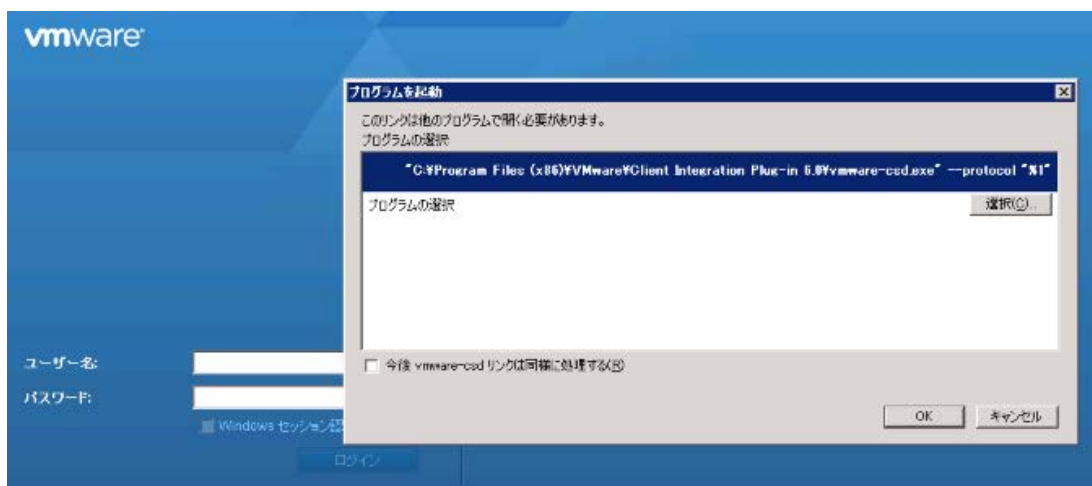 vmware
プログラムを起動
このリンクは他のプログラムで開く必要があります。
プログラムの選択
"C:¥Program Files (x86)¥VMware¥Client Integration Plug-in 6.0¥vmware-csd.exe" --protocol "%1"
プログラムの選択
選択(C)...
ユーザー名:
今後 vmware-csd リンクは同様に処理する(R)
パスワード:
OK
キャンセル
Windows セッション認
ログイン